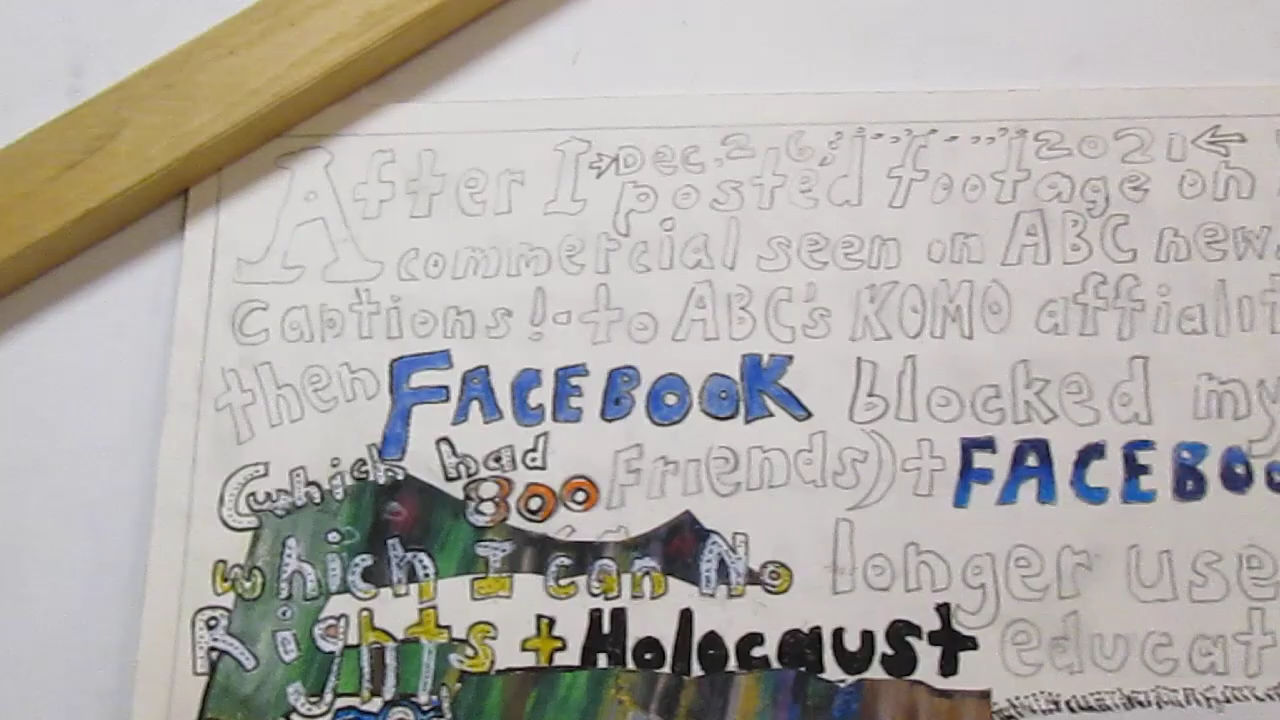 After I → Dec. 26, 2021 ←
posted footage on
commercial seen on ABC new
Captions! - to ABC's KOMO affialit
then FACEBOOK blocked my
(which had 800 Friends) + FACEBOO
which I can No longer use
Rights + Holocaust educat